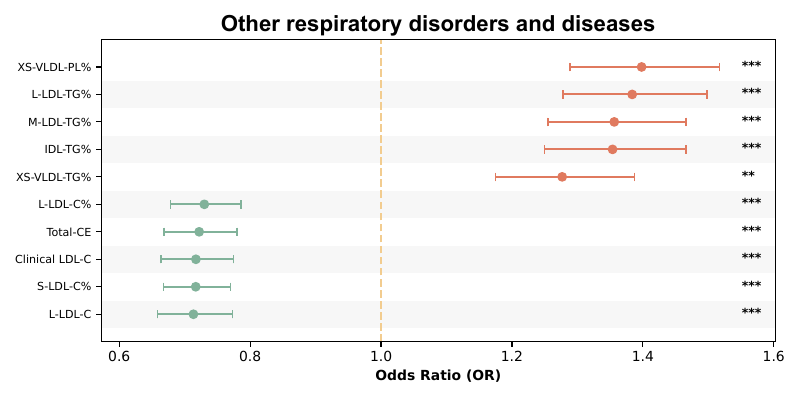 Other respiratory disorders and diseases
XS-VLDL-PL% ***
L-LDL-TG% ***
M-LDL-TG% ***
IDL-TG% ***
XS-VLDL-TG% **
L-LDL-C% ***
Total-CE ***
Clinical LDL-C ***
S-LDL-C% ***
L-LDL-C ***
0.6 0.8 1.0 1.2 1.4 1.6
Odds Ratio (OR)